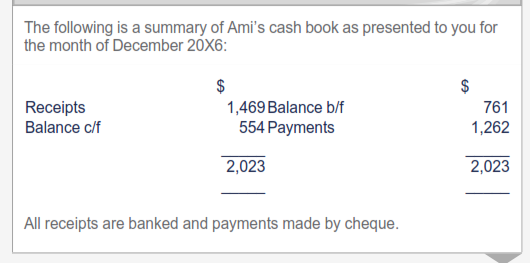 The following is a summary of Ami's cash book as presented to you for
the month of December 20X6:
$ $
Receipts 1,469 Balance b/f 761
Balance c/f 554 Payments 1,262
2,023 2,023
All receipts are banked and payments made by cheque.